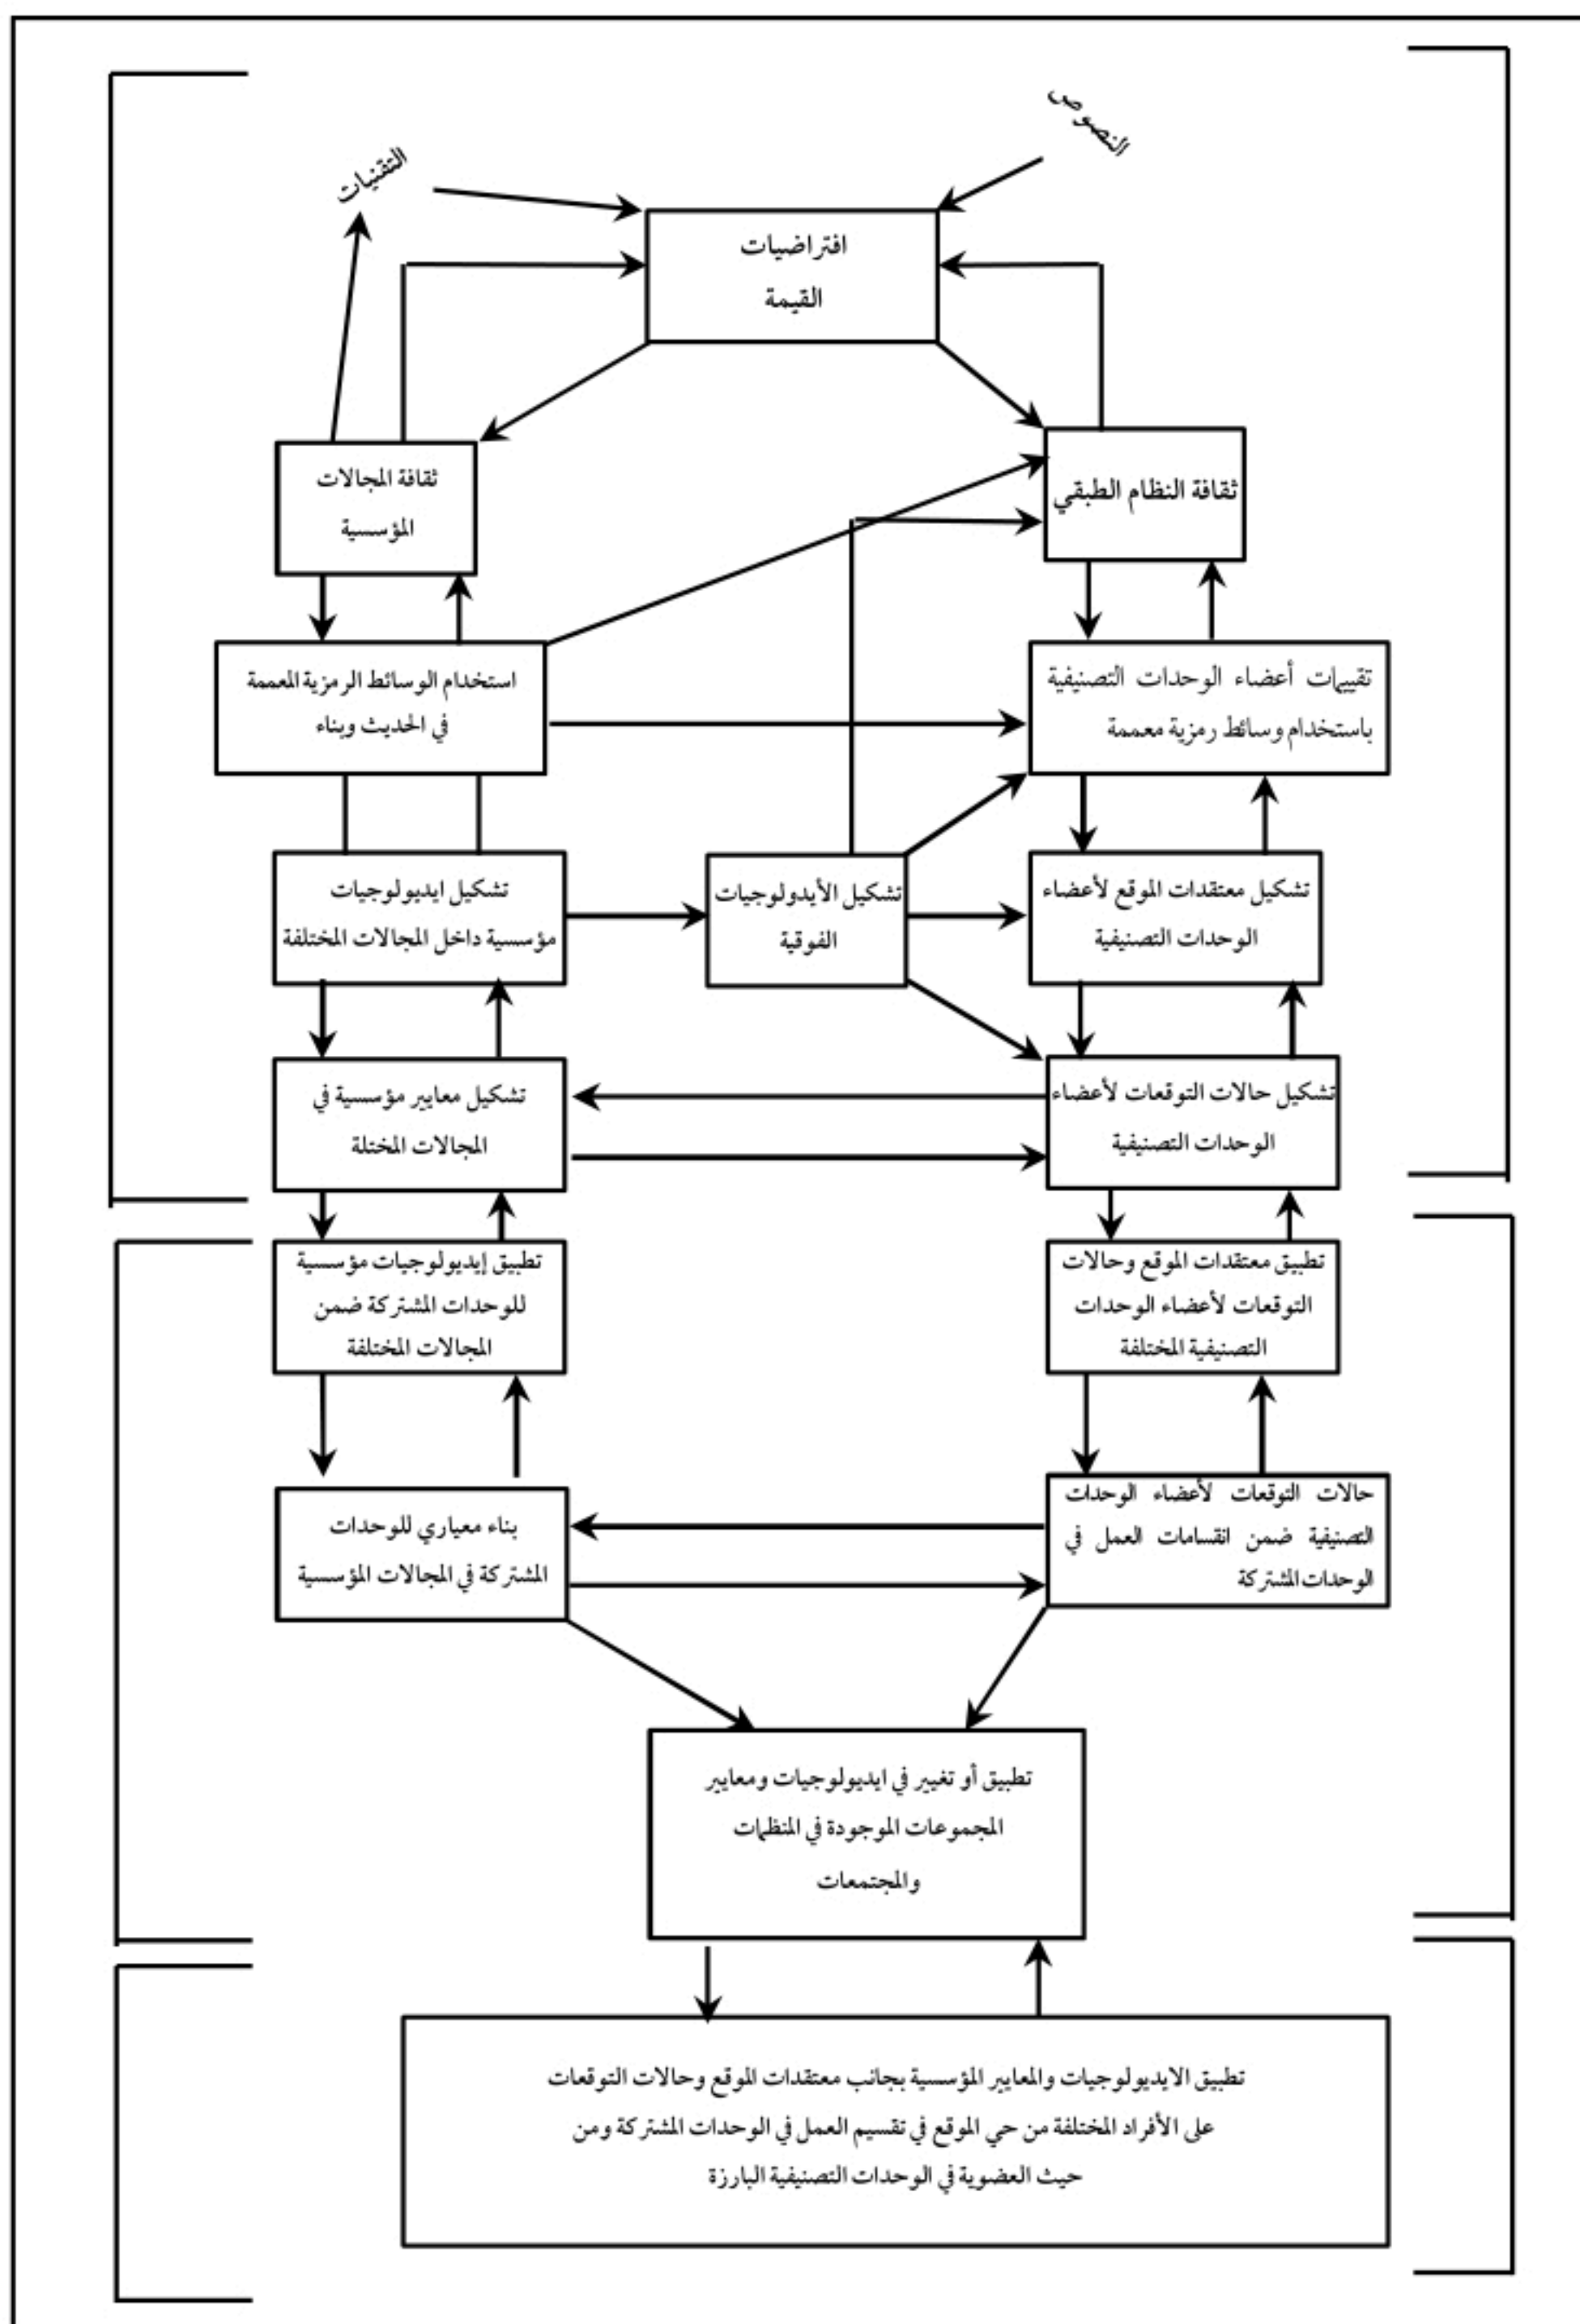 النصوص
التقنيات
افتراضيات
القيمة
ثقافة النظام الطبقي
ثقافة المجالات
المؤسسية
تقييمات أعضاء الوحدات التصنيفية
باستخدام وسائط رمزية معممة
استخدام الوسائط الرمزية المعممة
في الحديث وبناء
تشكيل معتقدات الموقع لأعضاء
الوحدات التصنيفية
تشكيل الأيدولوجيات
الفوقية
تشكيل ايديولوجيات
مؤسسية داخل المجالات المختلفة
تشكيل حالات التوقعات لأعضاء
الوحدات التصنيفية
تشكيل معايير مؤسسية في
المجالات المختلة
تطبيق معتقدات الموقع وحالات
التوقعات لأعضاء الوحدات
التصنيفية المختلفة
تطبيق إيديولوجيات مؤسسية
للوحدات المشتركة ضمن
المجالات المختلفة
حالات التوقعات لأعضاء الوحدات
التصنيفية ضمن انقسامات العمل في
الوحدات المشتركة
بناء معياري للوحدات
المشتركة في المجالات المؤسسية
تطبيق أو تغيير في ايديولوجيات ومعايير
المجموعات الموجودة في المنظمات
والمجتمعات
تطبيق الايديولوجيات والمعايير المؤسسية بجانب معتقدات الموقع وحالات التوقعات
على الأفراد المختلفة من حي الموقع في تقسيم العمل في الوحدات المشتركة ومن
حيث العضوية في الوحدات التصنيفية البارزة